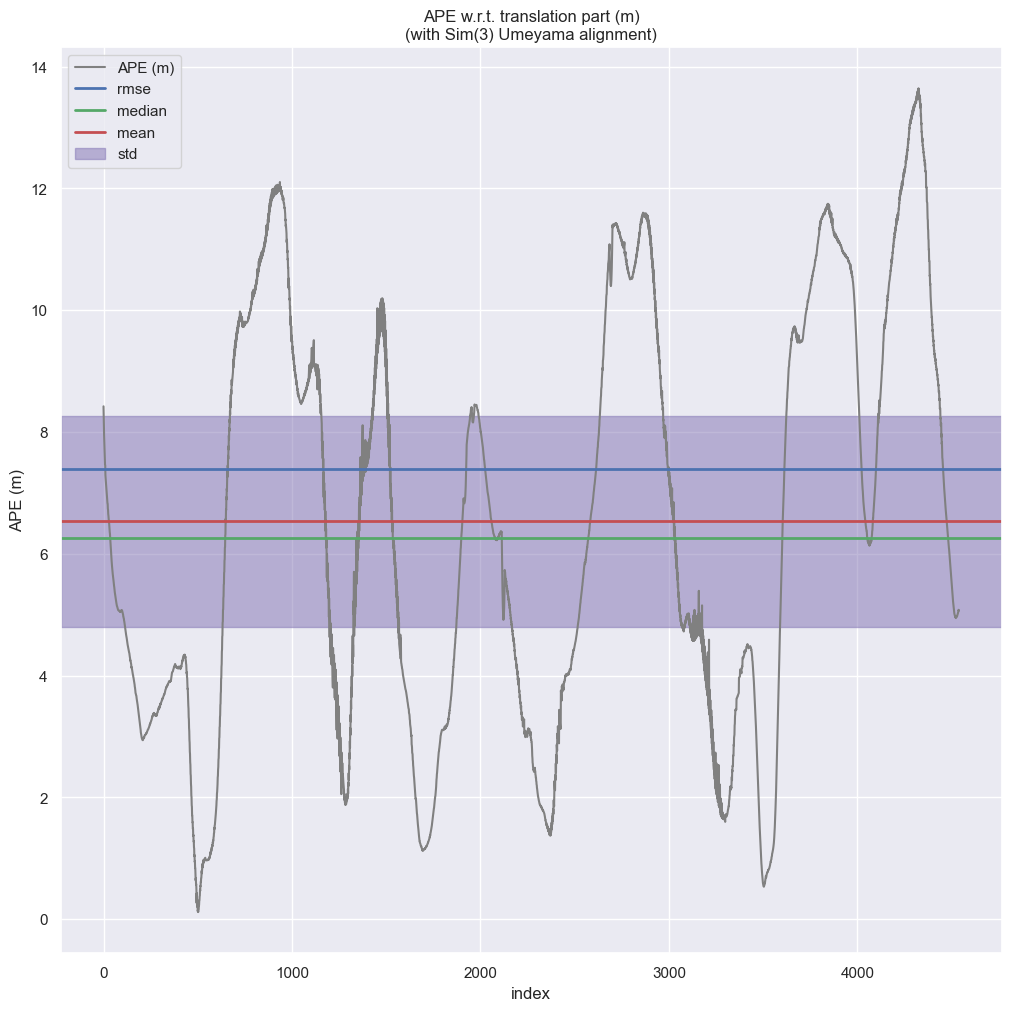 APE w.r.t. translation part (m)
(with Sim(3) Umeyama alignment)
APE (m)
rmse
median
mean
std
14
12
10
8
6
4
2
0
APE (m)
0
1000
2000
3000
4000
index